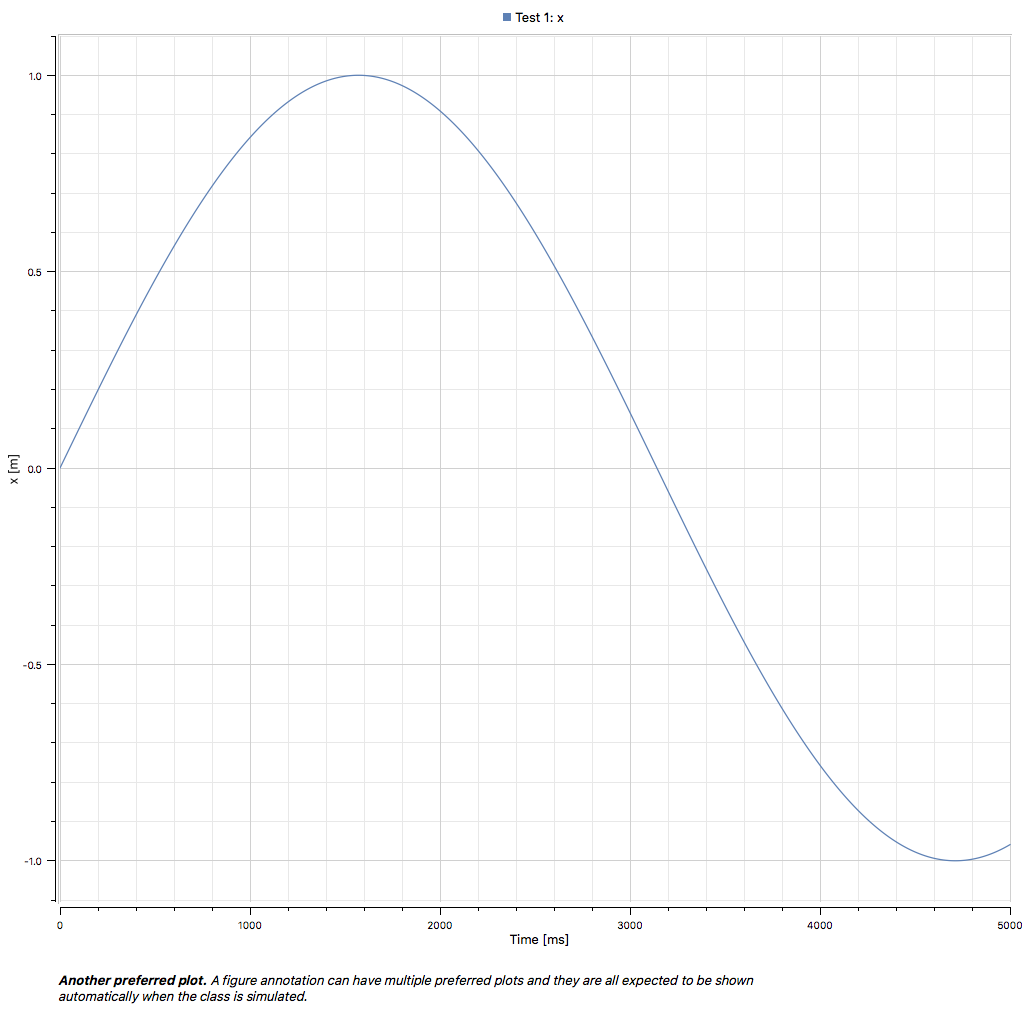 Test 1: x
1.0
0.5
x [m]
0.0
-0.5
-1.0
0 1000 2000 3000 4000 5000
Time [ms]
Another preferred plot. A figure annotation can have multiple preferred plots and they are all expected to be shown
automatically when the class is simulated.